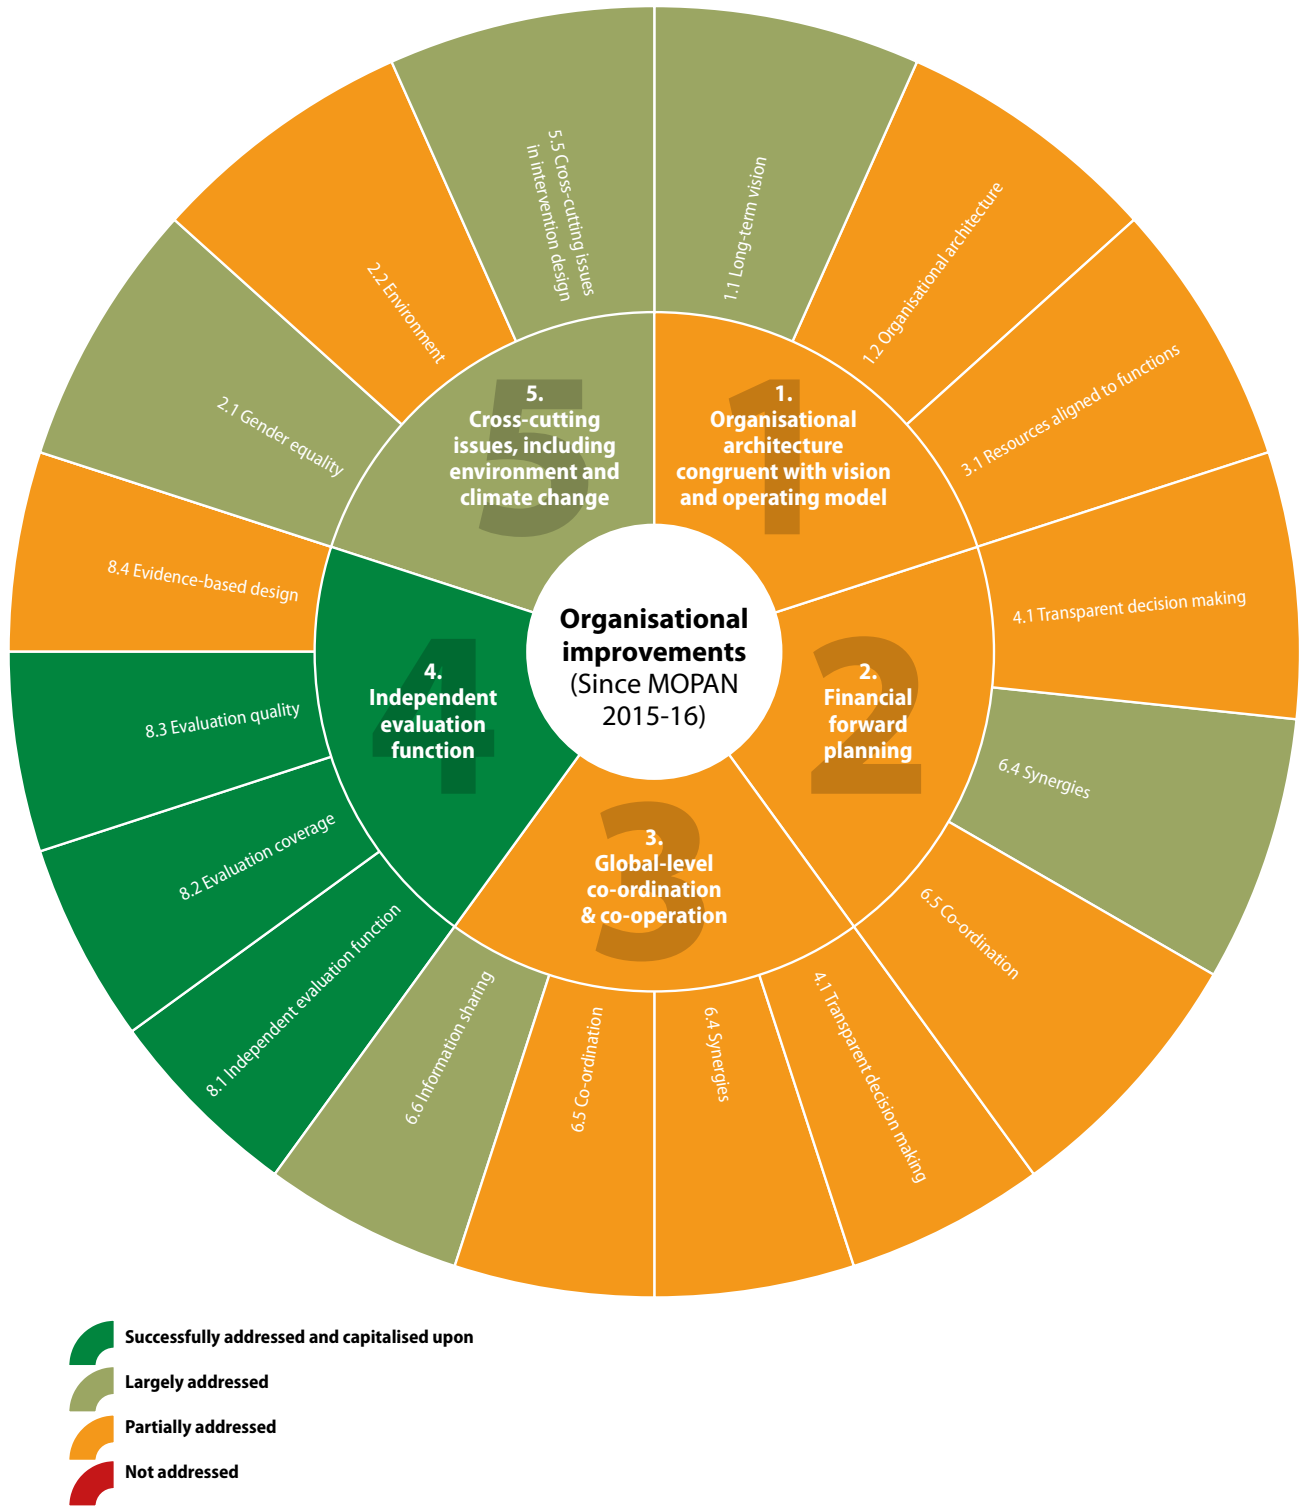 Organisational
improvements
(Since MOPAN
2015-16)
1
1.
Organisational
architecture
congruent with vision
and operating model
1.1 Long-term vision
1.2 Organisational architecture
3.1 Resources aligned to functions
2
2.
Financial
forward
planning
4.1 Transparent decision making
6.4 Synergies
6.5 Co-ordination
3
3.
Global-level
co-ordination
& co-operation
4.1 Transparent decision making
6.4 Synergies
6.5 Co-ordination
6.6 Information sharing
4
4.
Independent
evaluation
function
8.1 Independent evaluation function
8.2 Evaluation coverage
8.3 Evaluation quality
8.4 Evidence-based design
5
5.
Cross-cutting
issues, including
environment and
climate change
2.1 Gender equality
2.2 Environment
5.5 Cross-cutting issues
in intervention design
Successfully addressed and capitalised upon
Largely addressed
Partially addressed
Not addressed